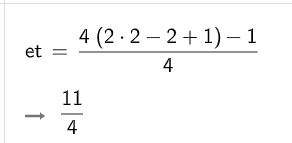 et = 4 (2 · 2 − 2 + 1) − 1 / 4
→ 11 / 4